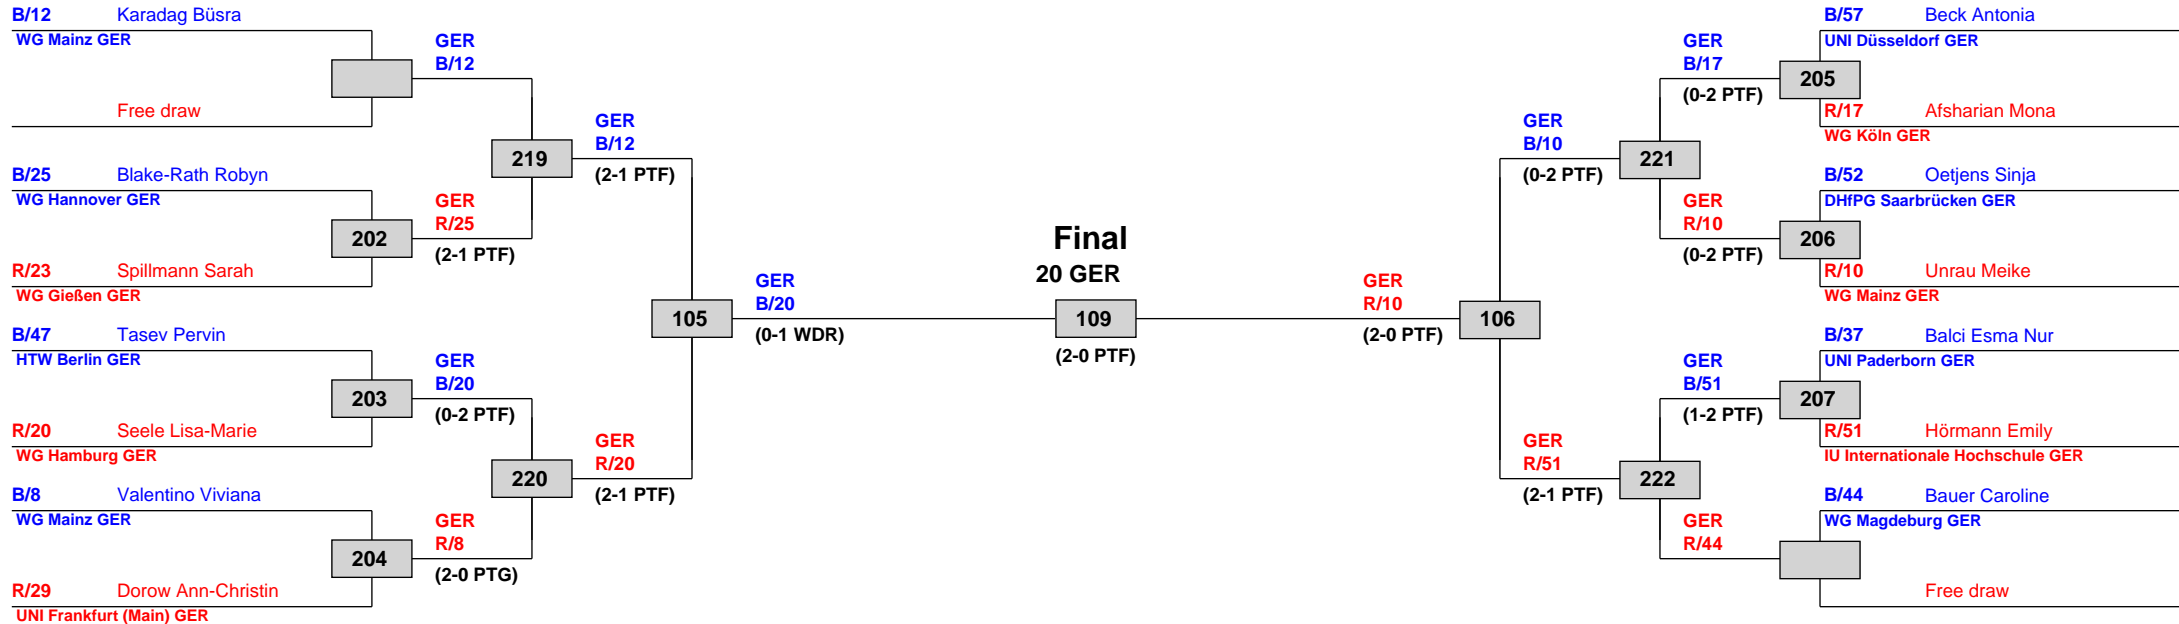 B/12 Karadag Büsra
WG Mainz GER
Free draw
B/25 Blake-Rath Robyn
WG Hannover GER
202
R/23 Spillmann Sarah
WG Gießen GER
B/47 Tasev Pervin
HTW Berlin GER
203
R/20 Seele Lisa-Marie
WG Hamburg GER
B/8 Valentino Viviana
WG Mainz GER
204
R/29 Dorow Ann-Christin
UNI Frankfurt (Main) GER
GER
B/12
219
GER
R/25
(2-1 PTF)
GER
B/20
(0-2 PTF)
220
GER
R/8
(2-0 PTG)
GER
B/12
(2-1 PTF)
105
GER
R/20
(2-1 PTF)
GER
B/20
(0-1 WDR)
Final
20 GER
109
(2-0 PTF)
GER
R/10
(2-0 PTF)
106
GER
B/10
(0-2 PTF)
GER
R/51
(2-1 PTF)
GER
B/17
(0-2 PTF)
221
GER
R/10
(0-2 PTF)
GER
B/51
(1-2 PTF)
222
GER
R/44
B/57 Beck Antonia
UNI Düsseldorf GER
205
R/17 Afsharian Mona
WG Köln GER
B/52 Oetjens Sinja
DHfPG Saarbrücken GER
206
R/10 Unrau Meike
WG Mainz GER
B/37 Balci Esma Nur
UNI Paderborn GER
207
R/51 Hörmann Emily
IU Internationale Hochschule GER
B/44 Bauer Caroline
WG Magdeburg GER
Free draw